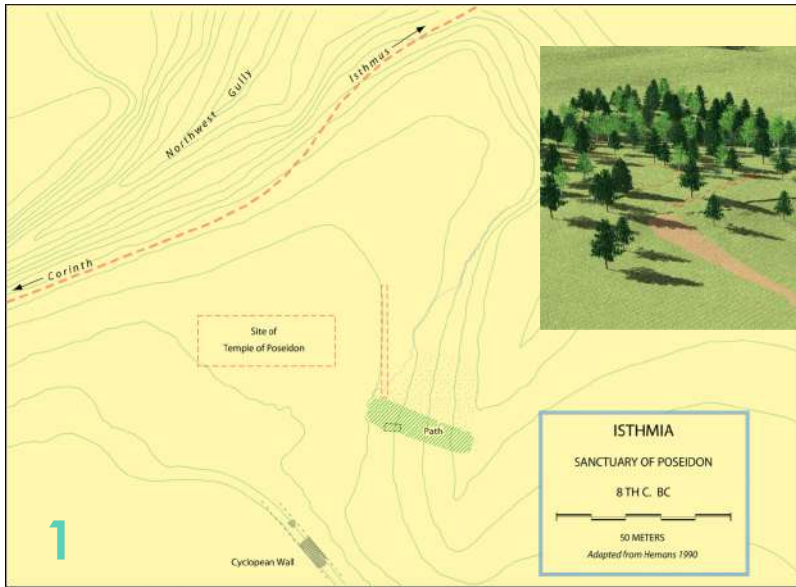 Northwest Gully
Isthmus
Corinth
Site of
Temple of Poseidon
Path
Cyclopean Wall
1
ISTHMIA
SANCTUARY OF POSEIDON
8 TH C. BC
50 METERS
Adapted from Hemans 1990